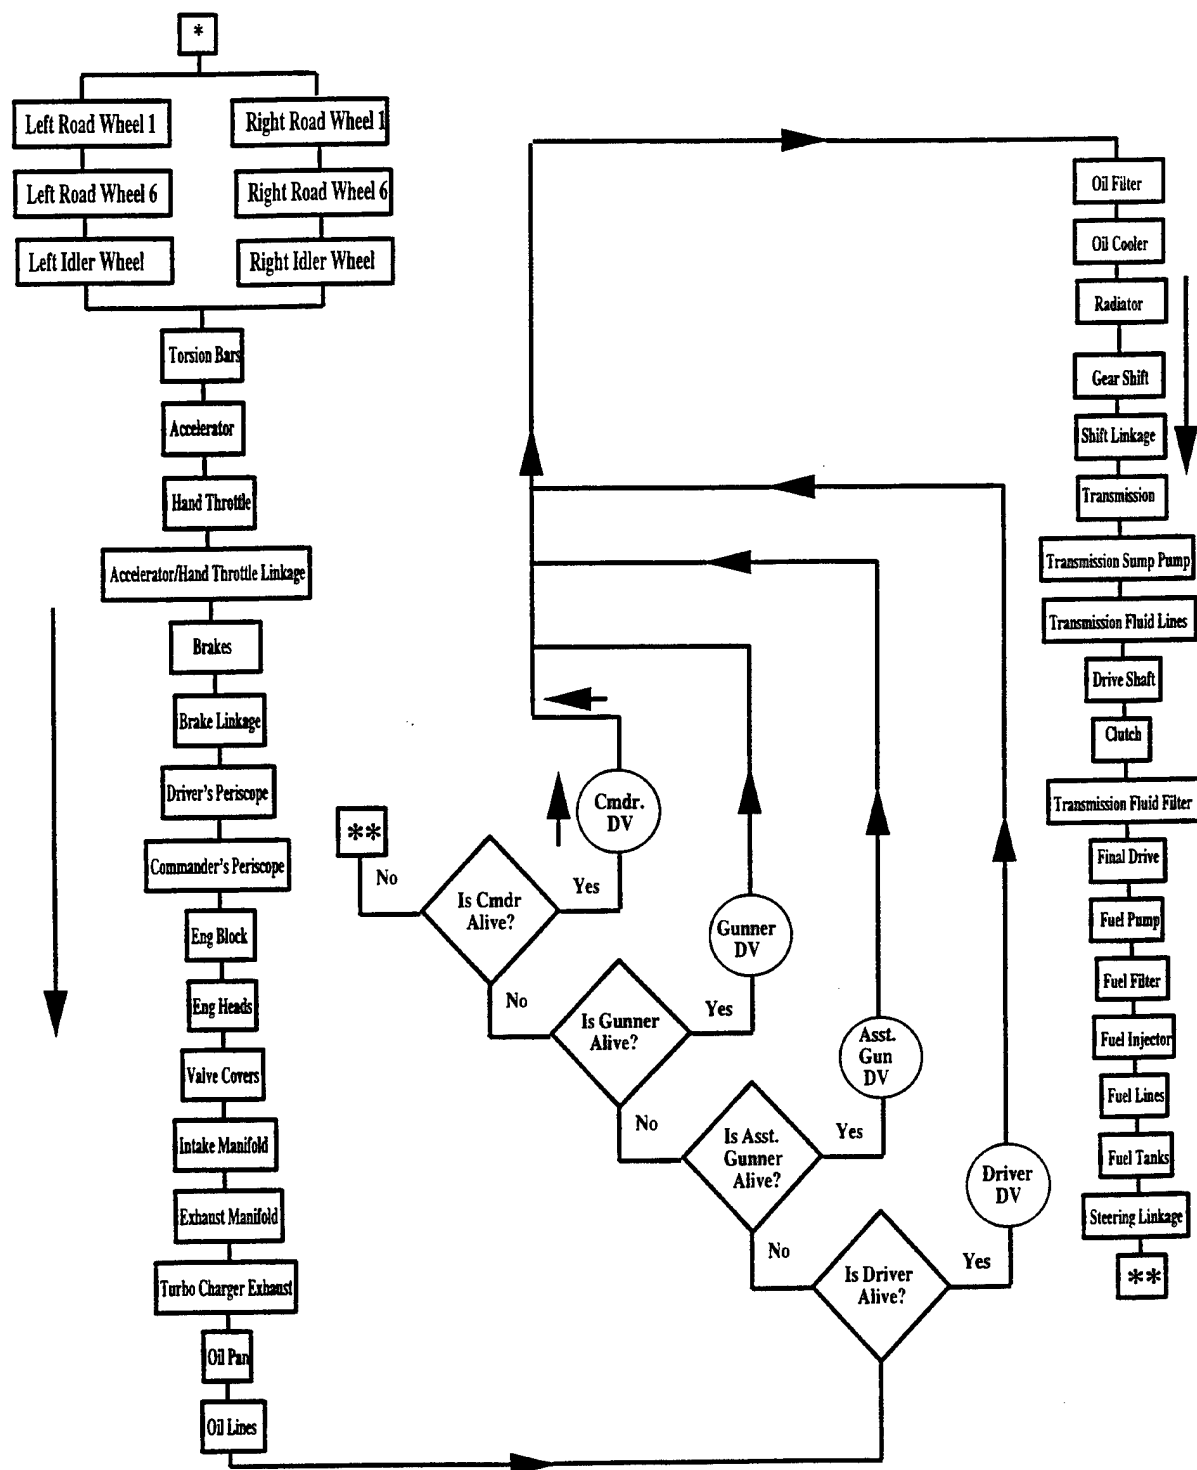 *
Left Road Wheel 1
Right Road Wheel 1
Left Road Wheel 6
Right Road Wheel 6
Left Idler Wheel
Right Idler Wheel
Torsion Bars
Accelerator
Hand Throttle
Accelerator/Hand Throttle Linkage
Brakes
Brake Linkage
Driver's Periscope
Commander's Periscope
Eng Block
Eng Heads
Valve Covers
Intake Manifold
Exhaust Manifold
Turbo Charger Exhaust
Oil Pan
Oil Lines
Is Driver
Alive?
No
Yes
Driver
DV
Is Asst.
Gunner
Alive?
No
Yes
Asst.
Gun
DV
Is Gunner
Alive?
No
Yes
Gunner
DV
Is Cmdr
Alive?
No
Yes
Cmdr.
DV
**
Oil Filter
Oil Cooler
Radiator
Gear Shift
Shift Linkage
Transmission
Transmission Sump Pump
Transmission Fluid Lines
Drive Shaft
Clutch
Transmission Fluid Filter
Final Drive
Fuel Pump
Fuel Filter
Fuel Injector
Fuel Lines
Fuel Tanks
Steering Linkage
**